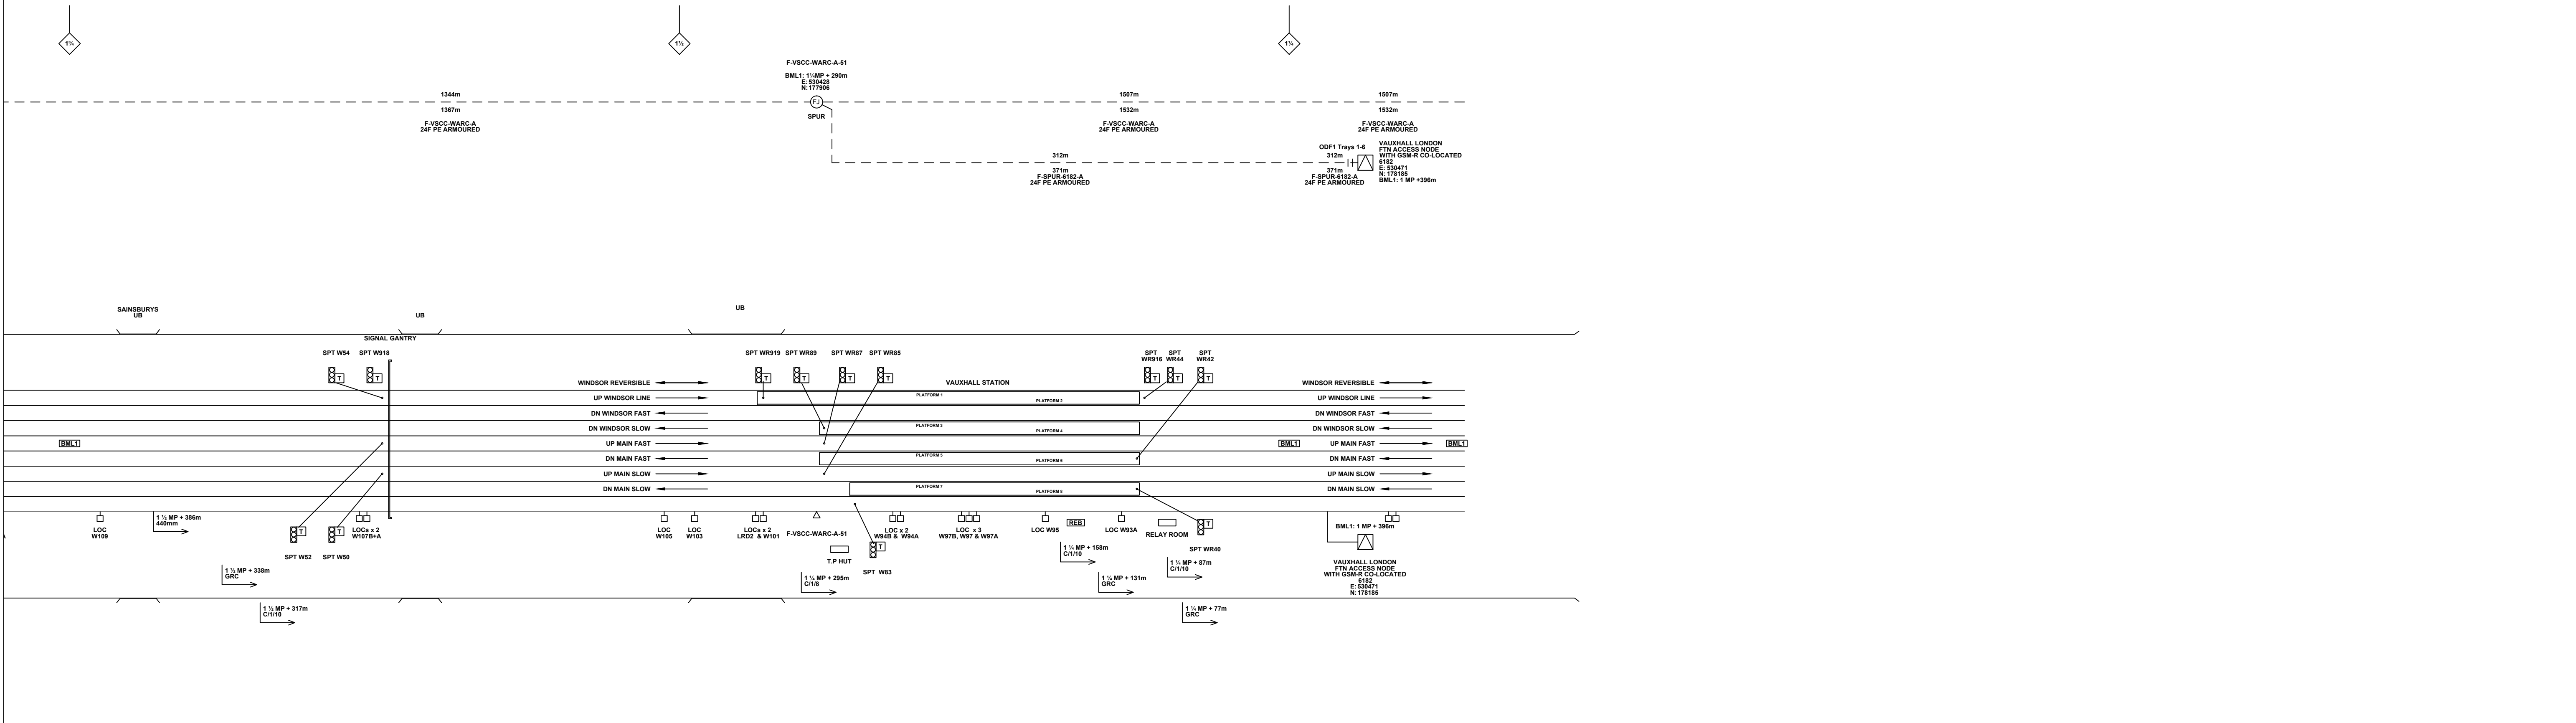 1¾
1½
1¼
F-VSCC-WARC-A-51
BML1: 1¼MP + 290m
E: 530428
N: 177906
1344m
FJ
1507m
1507m
1367m
SPUR
1532m
1532m
F-VSCC-WARC-A
24F PE ARMOURED
F-VSCC-WARC-A
24F PE ARMOURED
F-VSCC-WARC-A
24F PE ARMOURED
312m
371m
F-SPUR-6182-A
24F PE ARMOURED
ODF1 Trays 1-6
312m
371m
F-SPUR-6182-A
24F PE ARMOURED
VAUXHALL LONDON
FTN ACCESS NODE
WITH GSM-R CO-LOCATED
6182
E: 530471
N: 178185
BML1: 1 MP +396m
SAINSBURYS
UB
UB
UB
SIGNAL GANTRY
SPT W54
SPT W918
SPT WR919
SPT WR89
SPT WR87
SPT WR85
SPT
WR916
SPT
WR44
SPT
WR42
T
T
T
T
T
T
T
T
T
WINDSOR REVERSIBLE
VAUXHALL STATION
WINDSOR REVERSIBLE
UP WINDSOR LINE
PLATFORM 1
PLATFORM 2
UP WINDSOR LINE
DN WINDSOR FAST
DN WINDSOR FAST
DN WINDSOR SLOW
PLATFORM 3
PLATFORM 4
DN WINDSOR SLOW
BML1
UP MAIN FAST
BML1
UP MAIN FAST
BML1
DN MAIN FAST
PLATFORM 5
PLATFORM 6
DN MAIN FAST
UP MAIN SLOW
UP MAIN SLOW
DN MAIN SLOW
PLATFORM 7
PLATFORM 8
DN MAIN SLOW
LOC
W109
1 ½ MP + 386m
440mm
T
T
SPT W52
SPT W50
LOCs x 2
W107B+A
LOC
W105
LOC
W103
LOCs x 2
LRD2 & W101
F-VSCC-WARC-A-51
T.P HUT
T
SPT W83
LOC x 2
W94B & W94A
LOC x 3
W97B, W97 & W97A
LOC W95
REB
LOC W93A
RELAY ROOM
T
SPT WR40
BML1: 1 MP + 396m
VAUXHALL LONDON
FTN ACCESS NODE
WITH GSM-R CO-LOCATED
6182
E: 530471
N: 178185
1 ½ MP + 338m
GRC
1 ½ MP + 317m
C/1/10
1 ¼ MP + 295m
C/1/8
1 ¼ MP + 158m
C/1/10
1 ¼ MP + 131m
GRC
1 ¼ MP + 87m
C/1/10
1 ¼ MP + 77m
GRC